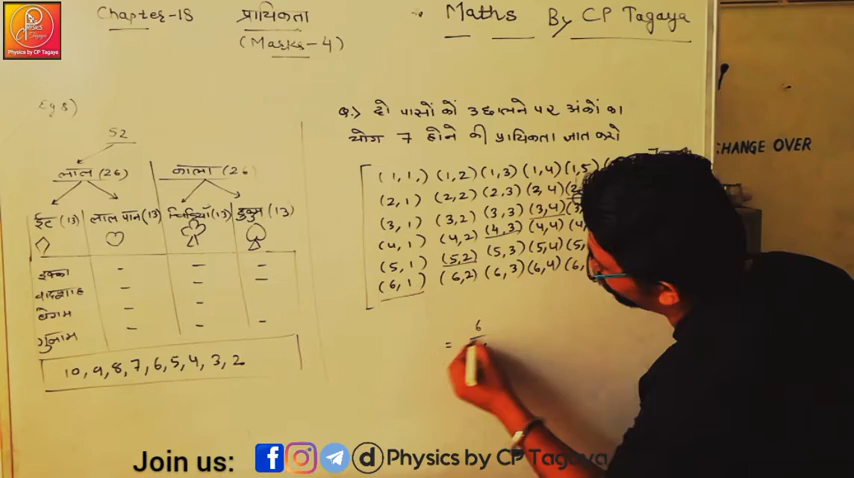 Chapter-15 प्रायिकता Maths By CP Tagaya
(Marks-4)
Physics by CP Tagaya
Eg 3)
52
लाल (26) काला (26)
ईट (13) लाल पान (13) चिड़िया (13) हुकुम (13)
इक्का - - -
बादशाह - - -
बेगम - -
गुलाम - - -
10, 9, 8, 7, 6, 5, 4, 3, 2
Q.> दो पासों को उछालने पर अंकों का
योग 7 होने की प्रायिकता ज्ञात करो
(1, 1,) (1, 2) (1, 3) (1, 4) (1, 5)
(2, 1) (2, 2) (2, 3) (2, 4)
(3, 1) (3, 2) (3, 3) (3, 4)
(4, 1) (4, 2) (4, 3) (4, 4)
(5, 1) (5, 2) (5, 3) (5, 4)
(6, 1) (6, 2) (6, 3) (6, 4)
= 6
CHANGE OVER
Join us: f d Physics by CP Tagaya